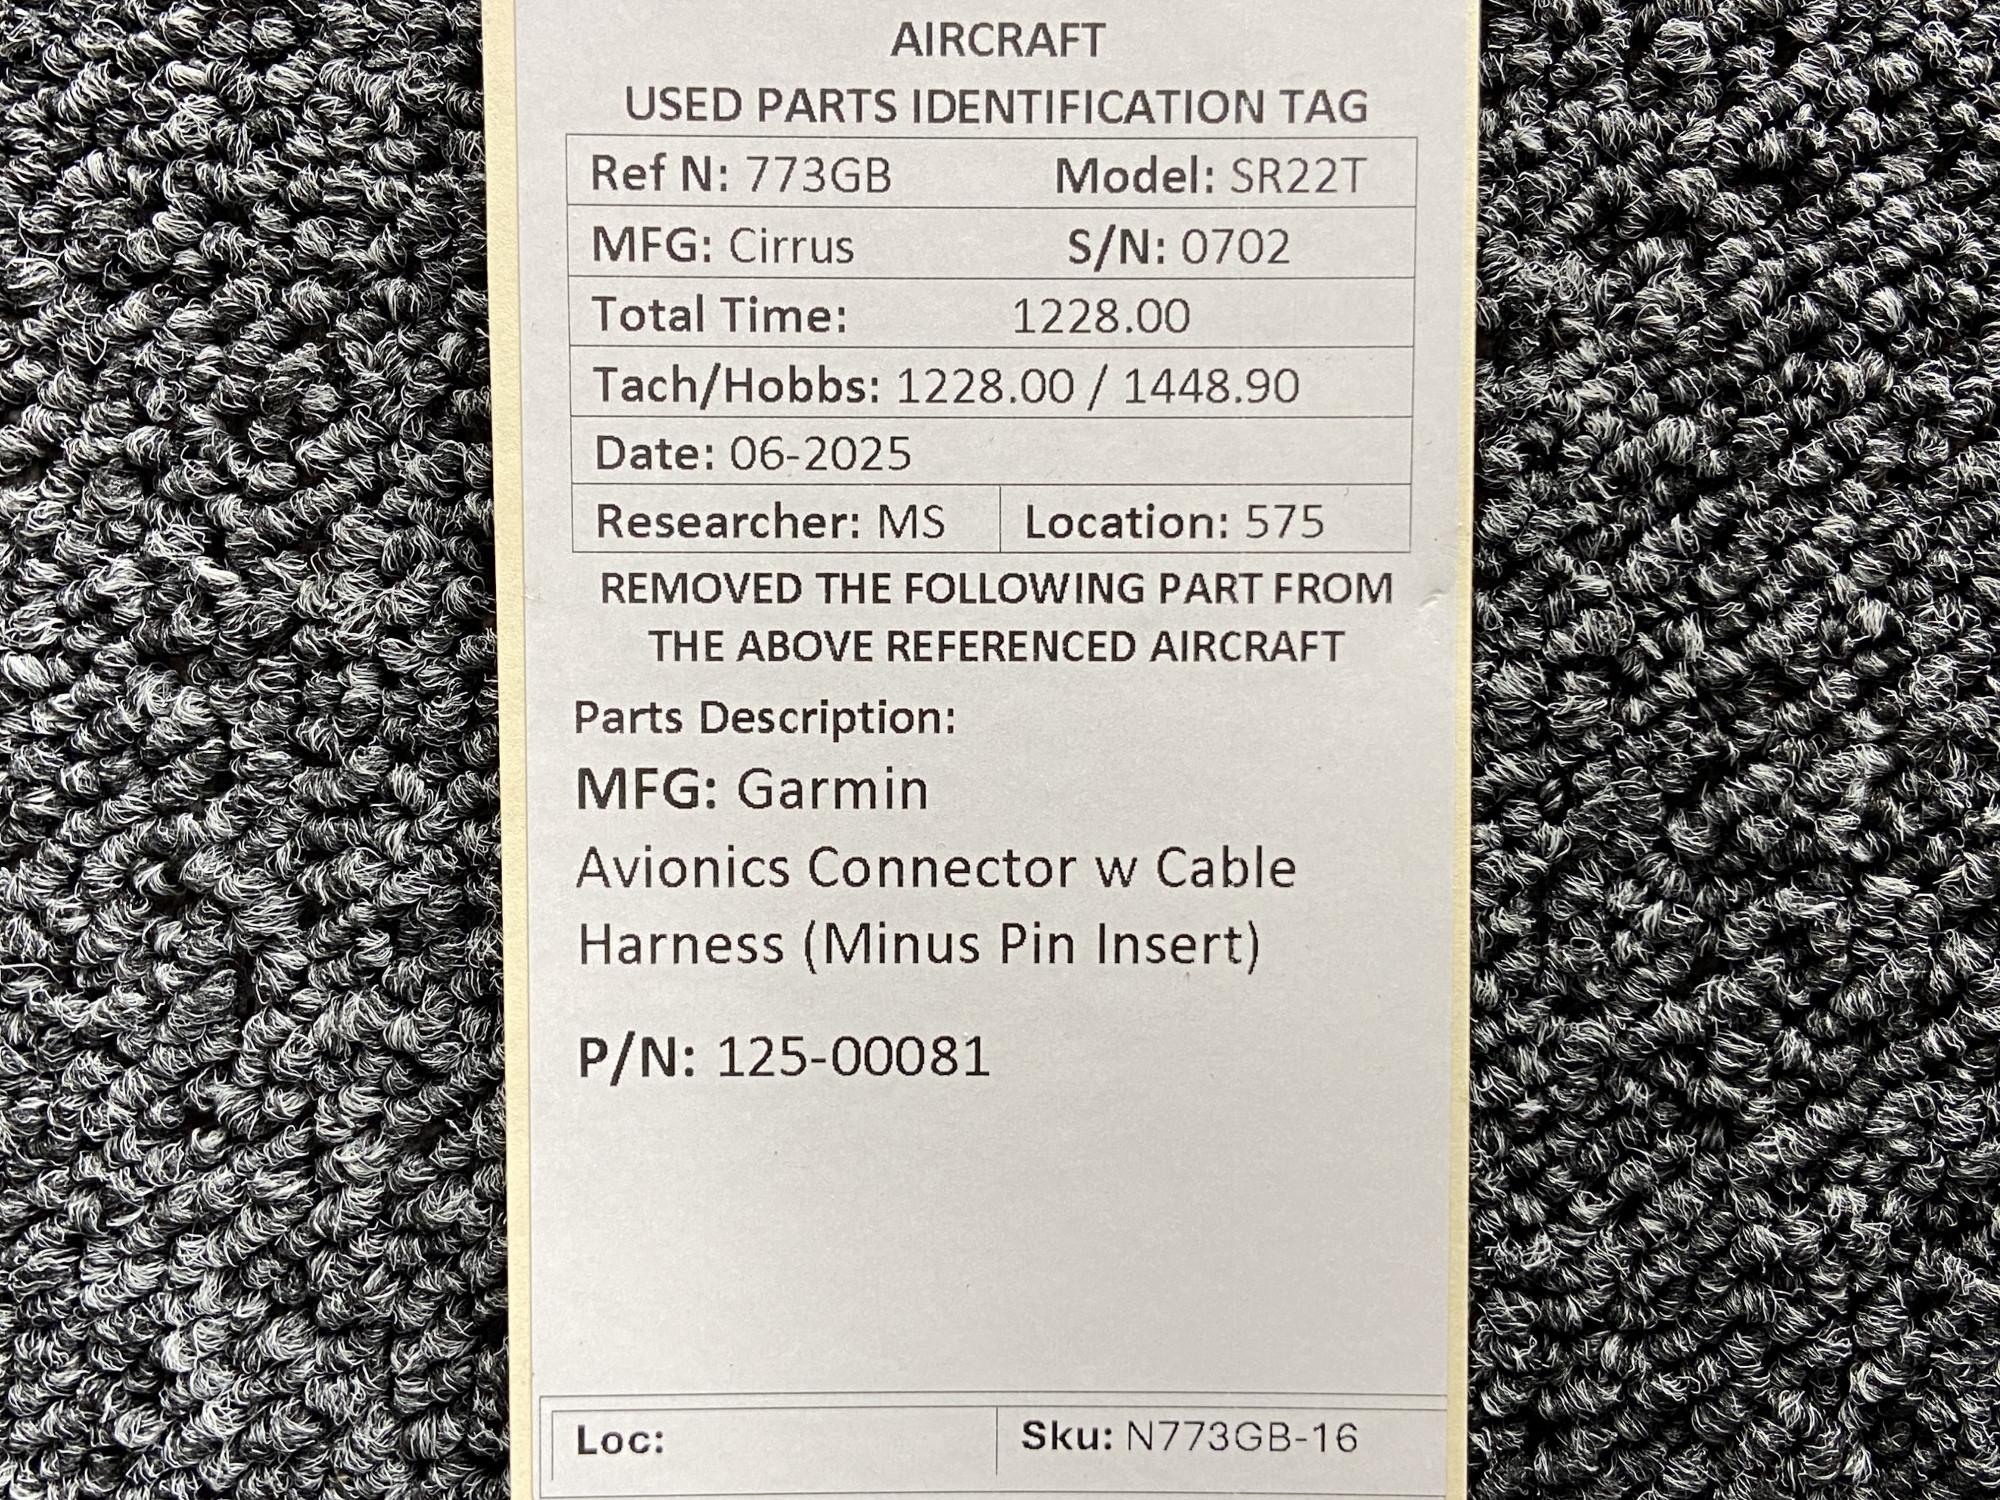 AIRCRAFT
USED PARTS IDENTIFICATION TAG
Ref N: 773GB Model: SR22T
MFG: Cirrus S/N: 0702
Total Time: 1228.00
Tach/Hobbs: 1228.00 / 1448.90
Date: 06-2025
Researcher: MS Location: 575
REMOVED THE FOLLOWING PART FROM
THE ABOVE REFERENCED AIRCRAFT
Parts Description:
MFG: Garmin
Avionics Connector w Cable
Harness (Minus Pin Insert)
P/N: 125-00081
Loc: Sku: N773GB-16